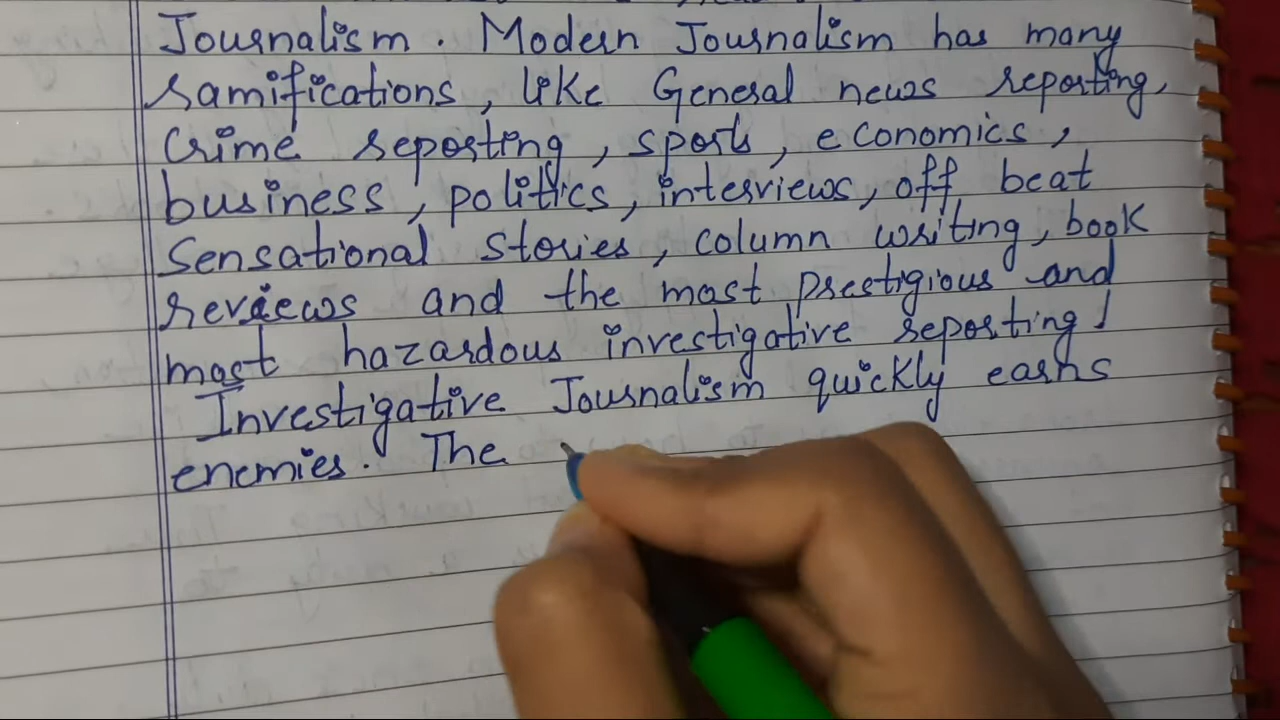 Journalism. Modern Journalism has many
ramifications, like General news reporting,
Crime reporting, sports, economics,
business, politics, interviews, off beat
Sensational stories, column writing, book
reviews and the most prestigious and
most hazardous investigative reporting!
Investigative Journalism quickly earns
enemies. The